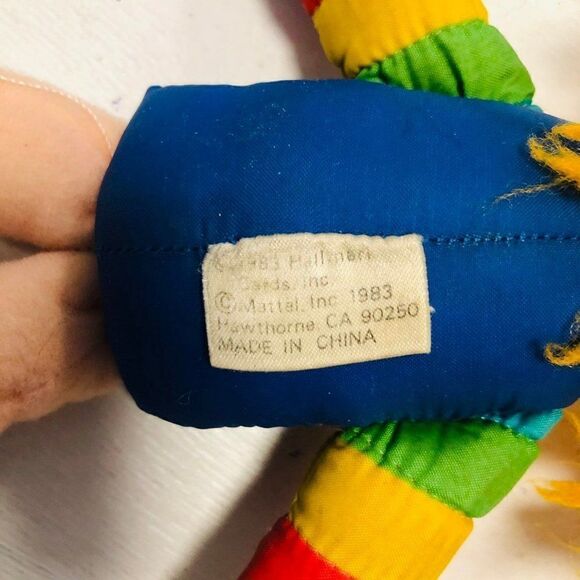 © 1983 Hallmark
Cards, Inc.
© Mattel, Inc. 1983
Hawthorne, CA 90250
MADE IN CHINA